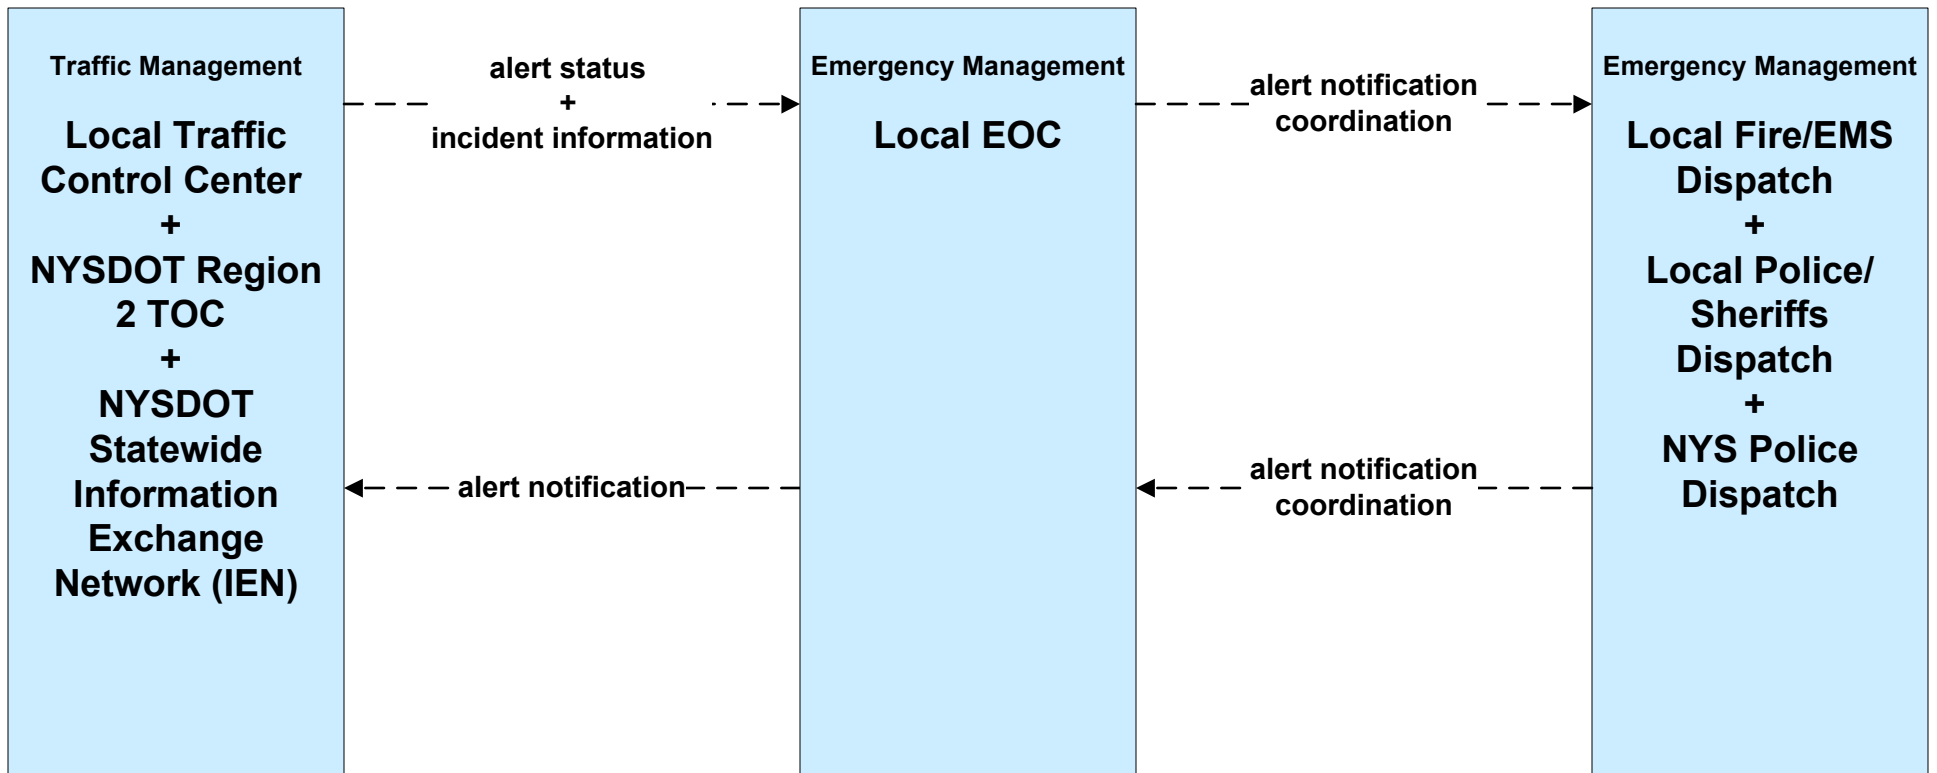 Traffic Management
Local Traffic
Control Center
+
NYSDOT Region
2 TOC
+
NYSDOT
Statewide
Information
Exchange
Network (IEN)
alert status
+
incident information
alert notification
Emergency Management
Local EOC
alert notification
coordination
alert notification
coordination
Emergency Management
Local Fire/EMS
Dispatch
+
Local Police/
Sheriffs
Dispatch
+
NYS Police
Dispatch